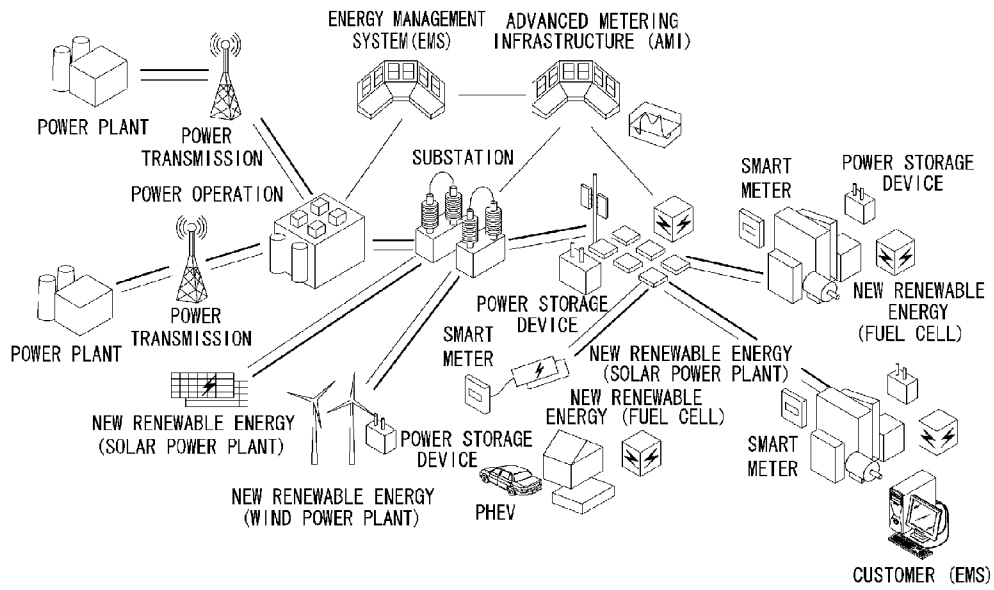 ENERGY MANAGEMENT
SYSTEM(EMS)
ADVANCED METERING
INFRASTRUCTURE (AMI)
POWER PLANT
POWER
TRANSMISSION
SUBSTATION
SMART
METER
POWER STORAGE
DEVICE
POWER OPERATION
NEW RENEWABLE
ENERGY
(FUEL CELL)
POWER STORAGE
DEVICE
POWER
TRANSMISSION
POWER PLANT
SMART
METER
NEW RENEWABLE ENERGY
(SOLAR POWER PLANT)
NEW RENEWABLE
ENERGY (FUEL CELL)
NEW RENEWABLE ENERGY
(SOLAR POWER PLANT)
POWER STORAGE
DEVICE
SMART
METER
NEW RENEWABLE ENERGY
(WIND POWER PLANT)
PHEV
CUSTOMER (EMS)